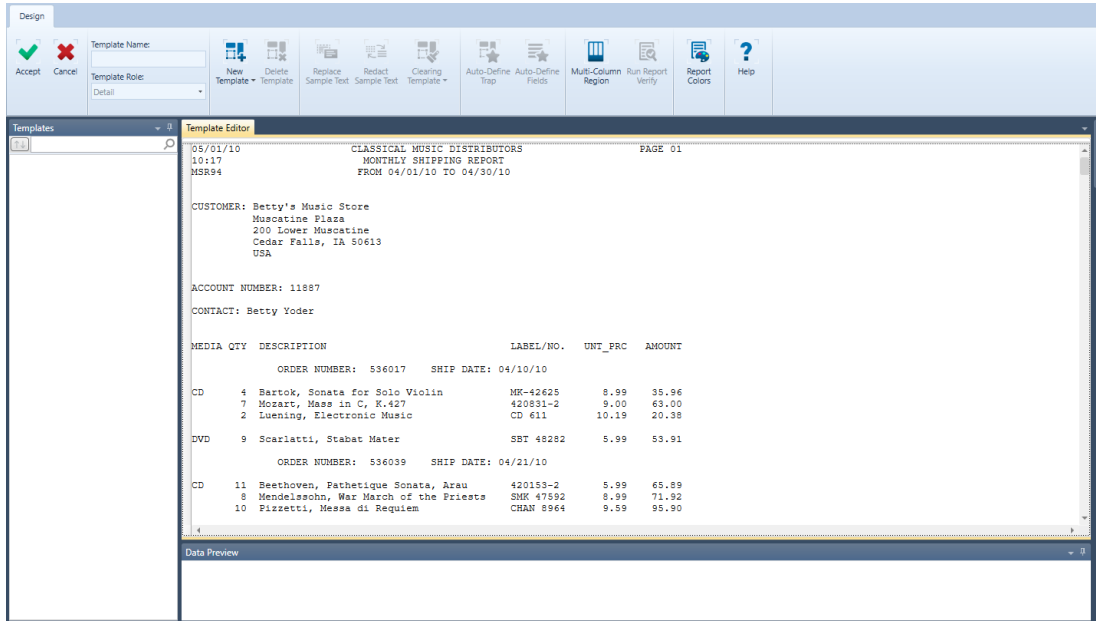 Design
Accept
Cancel
Template Name:
Template Role:
Detail
New Template
Delete Template
Replace Sample Text
Redact Sample Text
Clearing Template
Auto-Define Trap
Auto-Define Fields
Multi-Column Region
Run Report Verify
Report Colors
Help
Templates
Template Editor
05/01/10 CLASSICAL MUSIC DISTRIBUTORS PAGE 01
10:17 MONTHLY SHIPPING REPORT
MSR94 FROM 04/01/10 TO 04/30/10
CUSTOMER: Betty's Music Store
Muscatine Plaza
200 Lower Muscatine
Cedar Falls, IA 50613
USA
ACCOUNT NUMBER: 11887
CONTACT: Betty Yoder
MEDIA QTY DESCRIPTION LABEL/NO. UNT_PRC AMOUNT
ORDER NUMBER: 536017 SHIP DATE: 04/10/10
CD 4 Bartok, Sonata for Solo Violin MK-42625 8.99 35.96
7 Mozart, Mass in C, K.427 420831-2 9.00 63.00
2 Luening, Electronic Music CD 611 10.19 20.38
DVD 9 Scarlatti, Stabat Mater SBT 48282 5.99 53.91
ORDER NUMBER: 536039 SHIP DATE: 04/21/10
CD 11 Beethoven, Pathetique Sonata, Arau 420153-2 5.99 65.89
8 Mendelssohn, War March of the Priests SMK 47592 8.99 71.92
10 Pizzetti, Messa di Requiem CHAN 8964 9.59 95.90
Data Preview